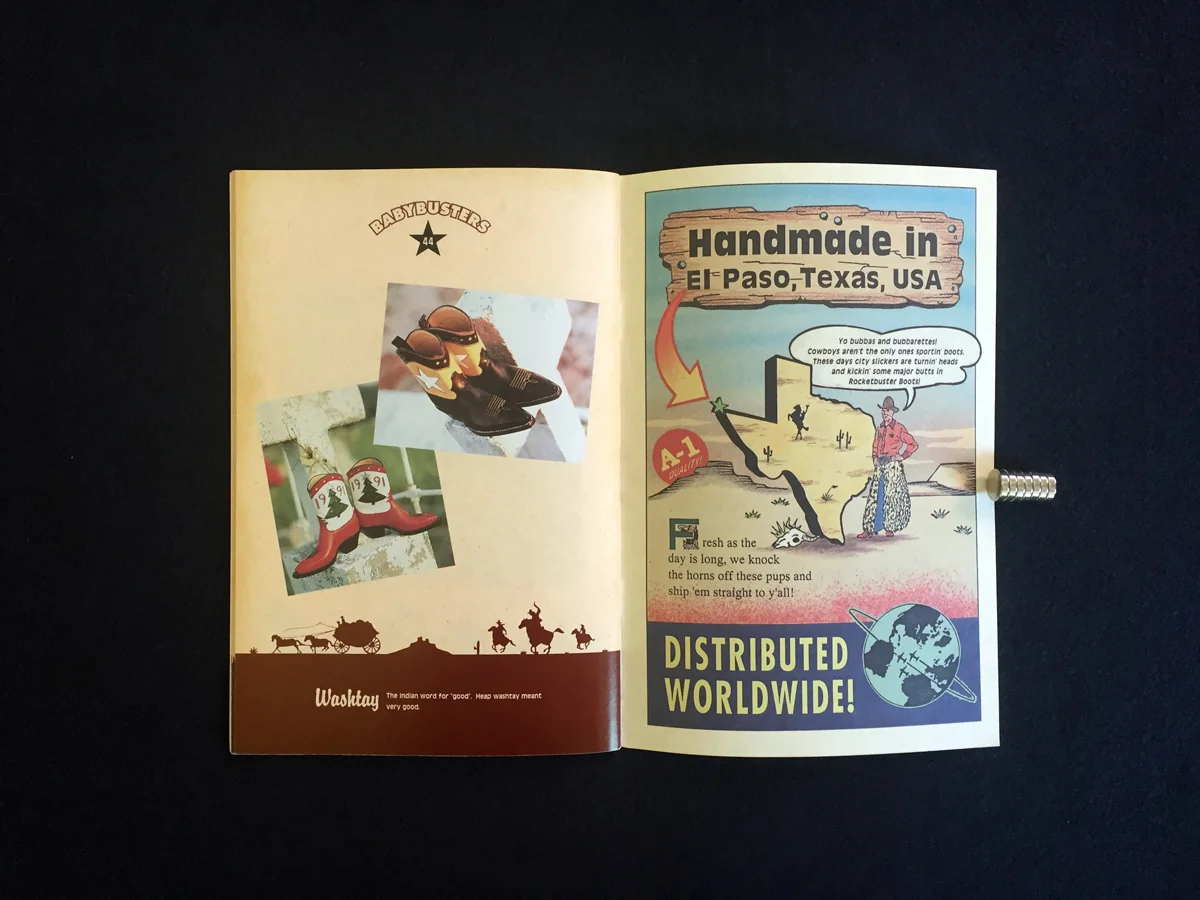 BABYBUSTERS
44
1991
1991
Washtay The Indian word for "good". Heap washtay meant
very good.
Handmade in
El Paso, Texas, USA
Yo bubbas and bubbarettes!
Cowboys aren't the only ones sportin' boots.
These days city slickers are turnin' heads
and kickin' some major butts in
Rocketbuster Boots!
A-1
QUALITY!
Fresh as the
day is long, we knock
the horns off these pups and
ship 'em straight to y'all!
DISTRIBUTED
WORLDWIDE!